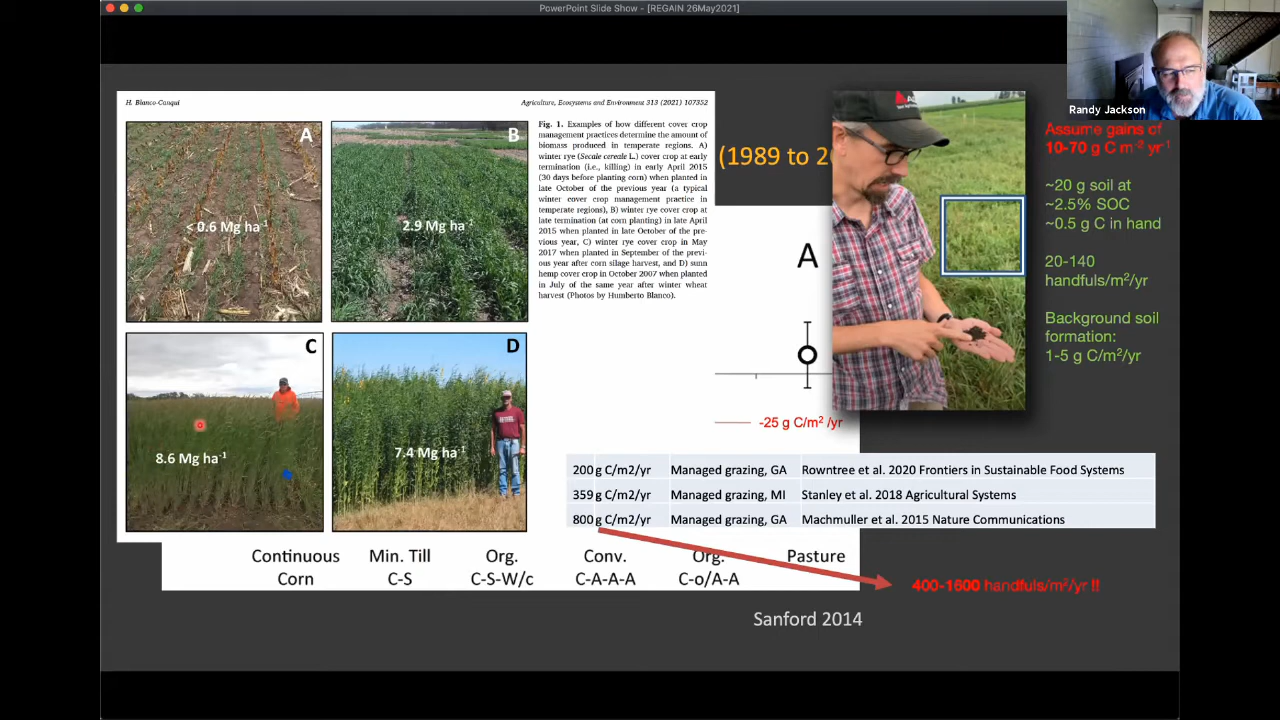 PowerPoint Slide Show - [REGAIN 26May2021]
Randy Jackson
H. Blanco-Canqui
Agriculture, Ecosystems and Environment 313 (2021) 107352
A
< 0.6 Mg ha-1
B
2.9 Mg ha-1
C
8.6 Mg ha-1
D
7.4 Mg ha-1
Fig. 1. Examples of how different cover crop
management practices determine the amount of
biomass produced in temperate regions. A)
winter rye (Secale cereale L.) cover crop at early
termination (i.e., killing) in early April 2015
(30 days before planting corn) when planted in
late October of the previous year (a typical
winter cover crop management practice in
temperate regions), B) winter rye cover crop at
late termination (at corn planting) in late April
2015 when planted in late October of the pre-
vious year, C) winter rye cover crop in May
2017 when planted in September of the previ-
ous year after corn silage harvest, and D) sunn
hemp cover crop in October 2007 when planted
in July of the same year after winter wheat
harvest (Photos by Humberto Blanco).
(1989 to 2
A
-25 g C/m2 /yr
Assume gains of
10-70 g C m-2 yr-1
~20 g soil at
~2.5% SOC
~0.5 g C in hand
20-140
handfuls/m2/yr
Background soil
formation:
1-5 g C/m2/yr
200 g C/m2/yr Managed grazing, GA Rowntree et al. 2020 Frontiers in Sustainable Food Systems
359 g C/m2/yr Managed grazing, MI Stanley et al. 2018 Agricultural Systems
800 g C/m2/yr Managed grazing, GA Machmuller et al. 2015 Nature Communications
Continuous Min. Till Org. Conv. Org. Pasture
Corn C-S C-S-W/c C-A-A-A C-o/A-A
400-1600 handfuls/m2/yr !!
Sanford 2014